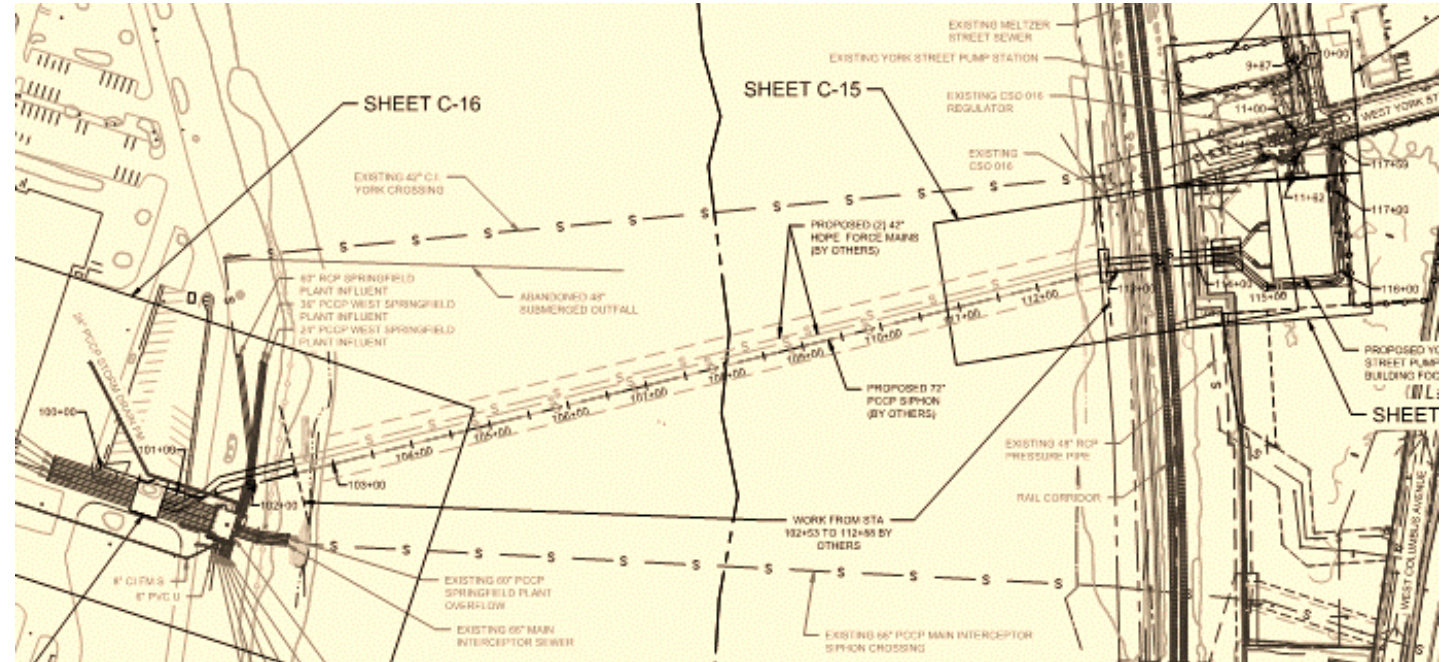 EXISTING MELTZER
STREET SEWER
EXISTING YORK STREET PUMP STATION
SHEET C-15
SHEET C-16
EXISTING CSO 016
REGULATOR
9+87
10+00
11+00
WEST YORK ST
EXISTING
CSO 016
117+59
11+62
117+00
EXISTING 42" C.I.
YORK CROSSING
PROPOSED (2) 42"
HDPE FORCE MAINS
(BY OTHERS)
60" RCP SPRINGFIELD
PLANT INFLUENT
36" PCCP WEST SPRINGFIELD
PLANT INFLUENT
24" PCCP WEST SPRINGFIELD
PLANT INFLUENT
ABANDONED 48"
SUBMERGED OUTFALL
113+00
114+00
115+00
116+00
112+00
111+00
110+00
109+00
108+00
107+00
106+00
105+00
104+00
103+00
102+00
101+00
100+00
24" PCCP STORM DRAIN FM
PROPOSED YO
STREET PUMP
BUILDING FOO
SHEET
PROPOSED 72"
PCCP SIPHON
(BY OTHERS)
EXISTING 48" RCP
PRESSURE PIPE
RAIL CORRIDOR
WORK FROM STA
102+53 TO 112+88 BY
OTHERS
WEST COLUMBUS AVENUE
8" CI FM S
6" PVC U
EXISTING 60" PCCP
SPRINGFIELD PLANT
OVERFLOW
EXISTING 66" MAIN
INTERCEPTOR SEWER
EXISTING 66" PCCP MAIN INTERCEPTOR
SIPHON CROSSING